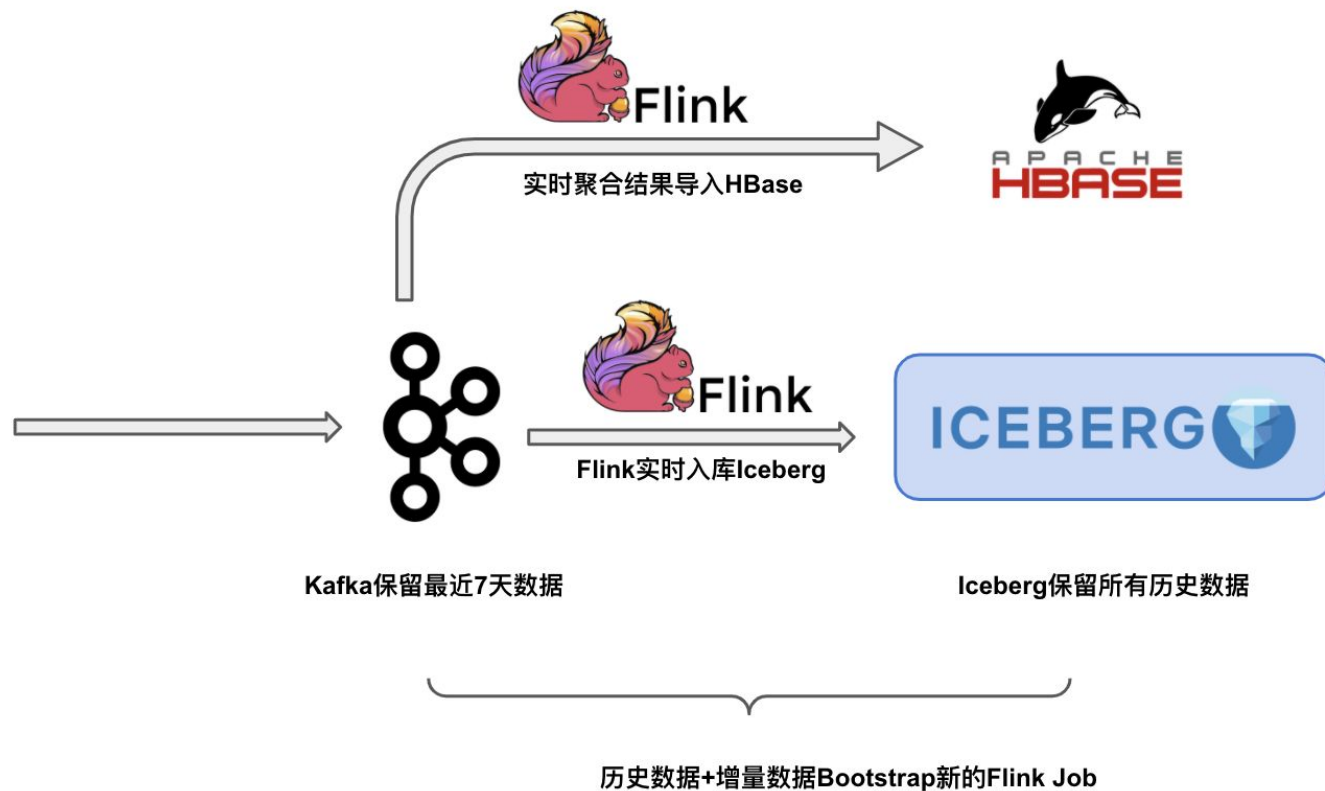 Flink
实时聚合结果导入HBase
APACHE
HBASE
Flink
Flink实时入库Iceberg
ICEBERG
Kafka保留最近7天数据
Iceberg保留所有历史数据
历史数据+增量数据Bootstrap新的Flink Job